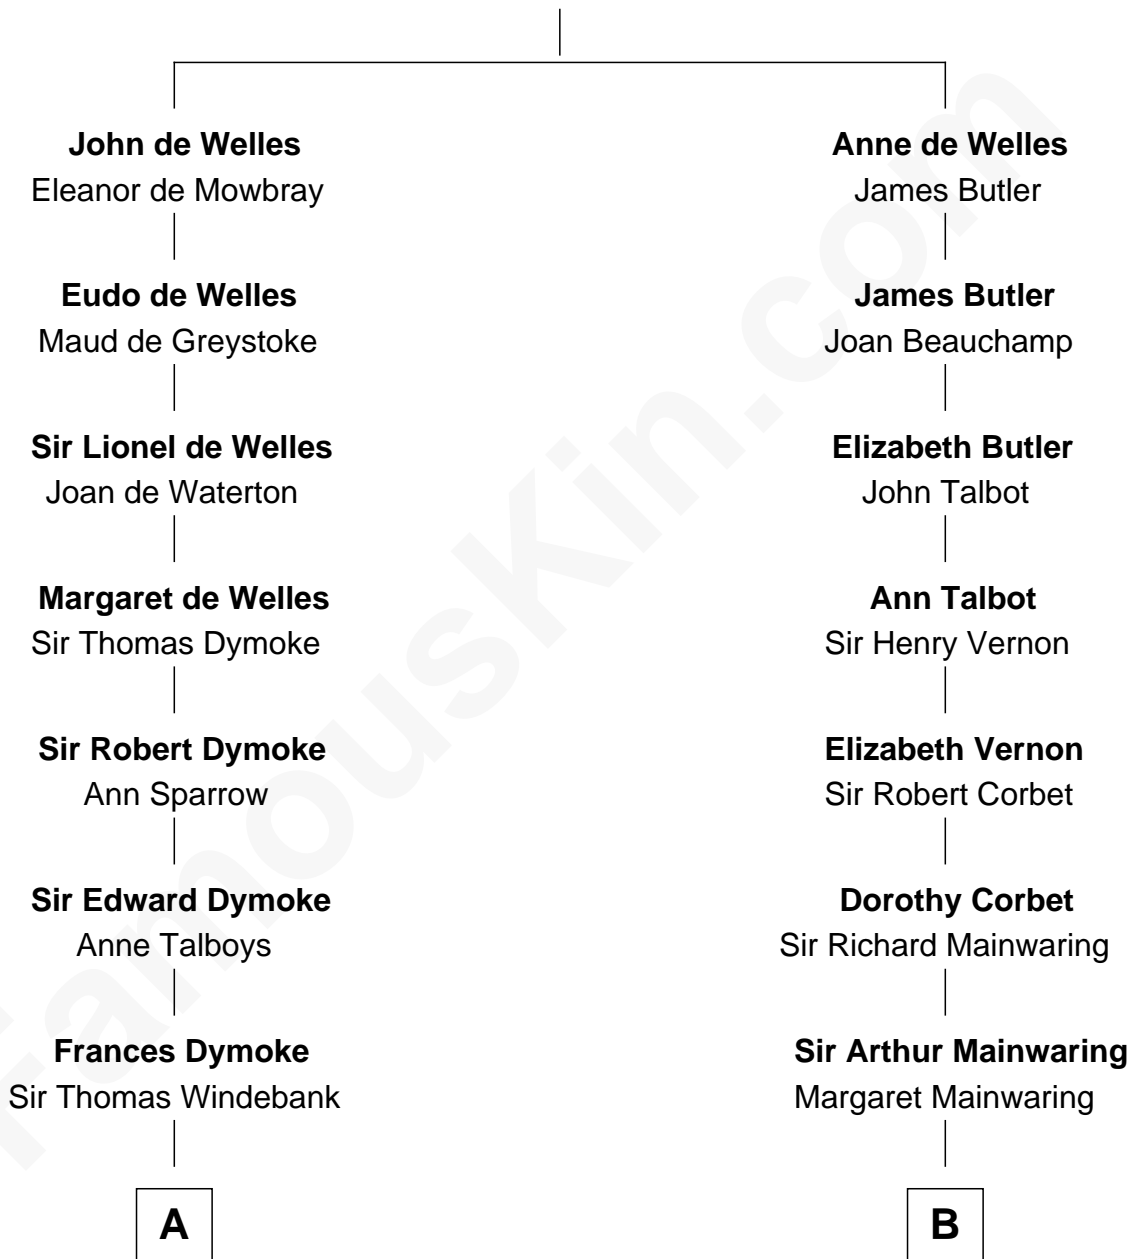 John de Welles
Eleanor de Mowbray
Eudo de Welles
Maud de Greystoke
Sir Lionel de Welles
Joan de Waterton
Margaret de Welles
Sir Thomas Dymoke
Sir Robert Dymoke
Ann Sparrow
Sir Edward Dymoke
Anne Talboys
Frances Dymoke
Sir Thomas Windebank
A
Anne de Welles
James Butler
James Butler
Joan Beauchamp
Elizabeth Butler
John Talbot
Ann Talbot
Sir Henry Vernon
Elizabeth Vernon
Sir Robert Corbet
Dorothy Corbet
Sir Richard Mainwaring
Sir Arthur Mainwaring
Margaret Mainwaring
B
FamousKin.com